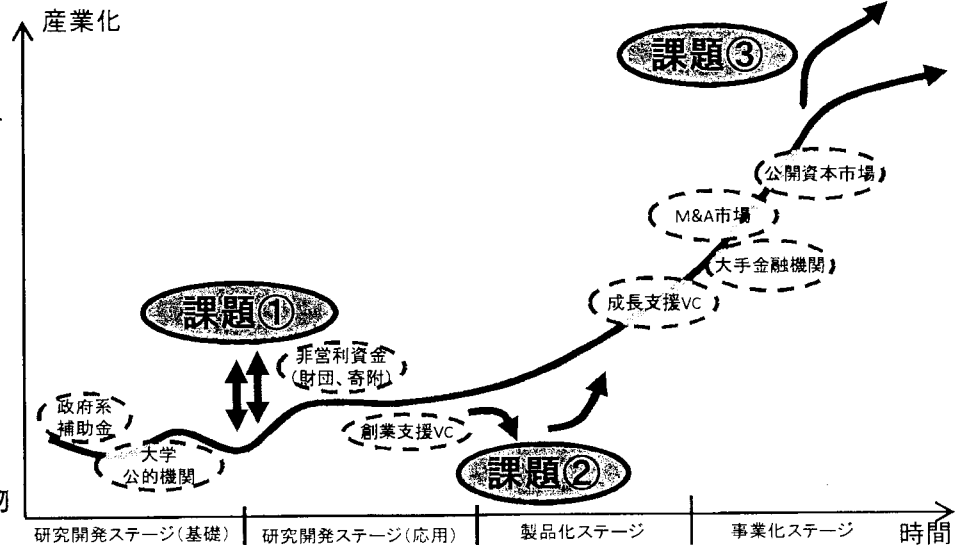 産業化
課題③
公開資本市場
M&A市場
大手金融機関
成長支援VC
課題①
非営利資金
(財団、寄附)
政府系
補助金
大学
公的機関
創業支援VC
課題②
物
研究開発ステージ(基礎)
研究開発ステージ(応用)
製品化ステージ
事業化ステージ
時間